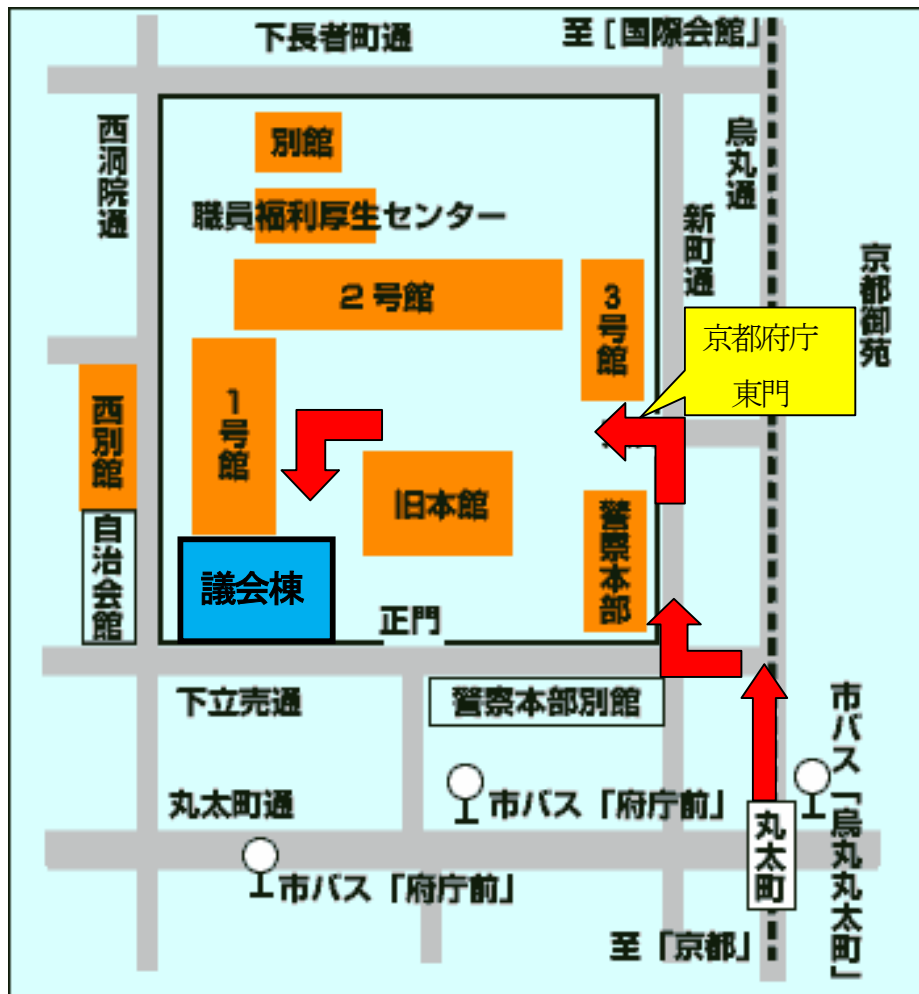 下長者町通
至[国際会館」
西洞院通
別館
烏丸通
職員福利厚生センター
新町通
2号館
3号館
京都御苑
京都府庁
東門
1号館
西別館
旧本館
警察本部
自治会館
議会棟
正門
下立売通
警察本部別館
市バス「烏丸丸太町」
丸太町通
市バス「府庁前」
丸太町
市バス「府庁前」
至「京都」